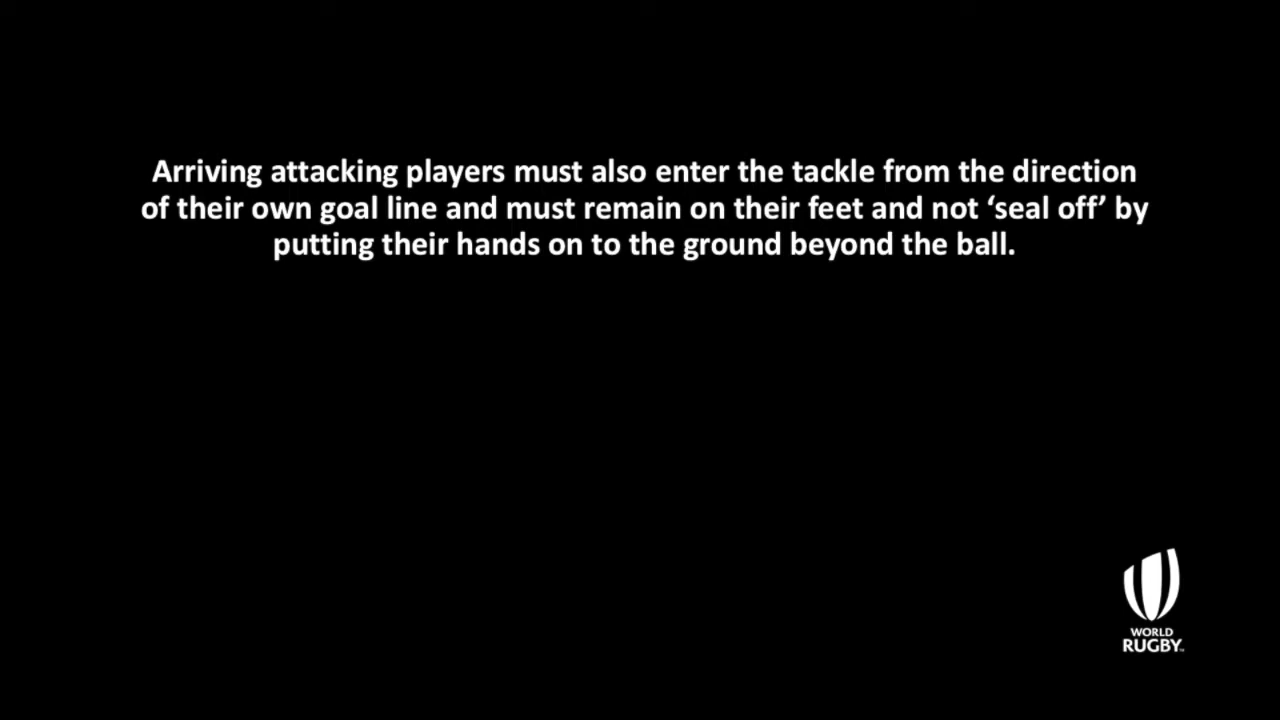 Arriving attacking players must also enter the tackle from the direction
of their own goal line and must remain on their feet and not ‘seal off’ by
putting their hands on to the ground beyond the ball.
WORLD
RUGBY™